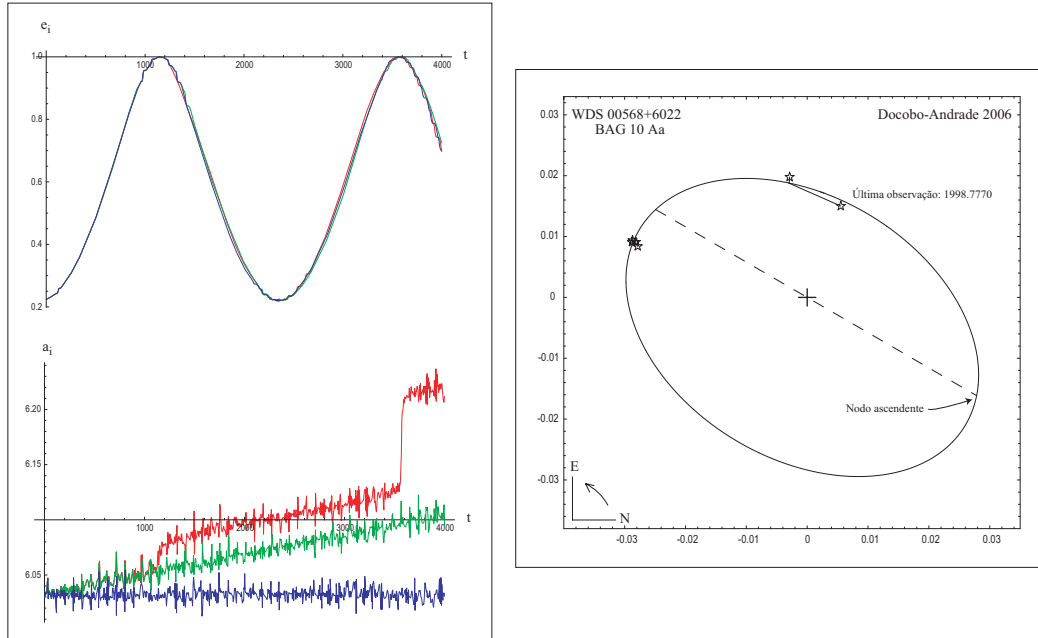 e_i
t
1.0
1000
2000
3000
4000
0.8
0.6
0.4
0.2
a_i
6.20
6.15
1000
2000
3000
4000
t
6.05
WDS 00568+6022
BAG 10 Aa
Docobo-Andrade 2006
Última observação: 1998.7770
Nodo ascendente
E
N
0.03
0.02
0.01
0
-0.01
-0.02
-0.03
-0.03
-0.02
-0.01
0
0.01
0.02
0.03